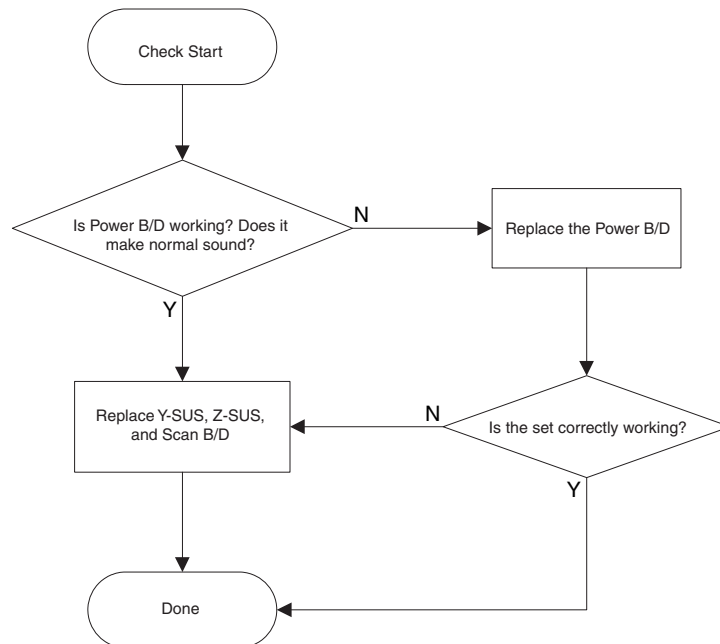 Check Start
Is Power B/D working? Does it
make normal sound?
N
Replace the Power B/D
Y
Replace Y-SUS, Z-SUS,
and Scan B/D
N
Is the set correctly working?
Y
Done